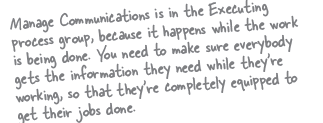 Manage Communications is in the Executing
process group, because it happens while the work
is being done. You need to make sure everybody
gets the information they need while they're
working, so that they're completely equipped to
get their jobs done.